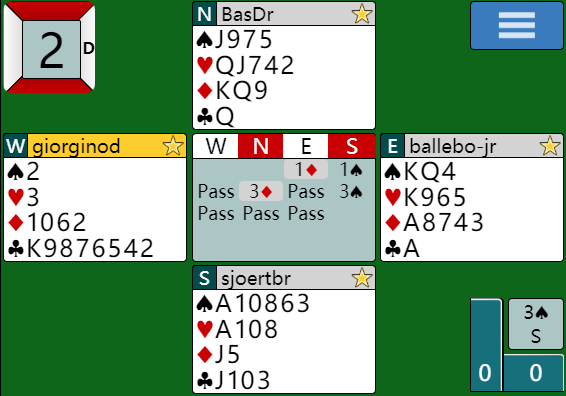 2 D
N BasDr
♠J975
♥QJ742
♦KQ9
♣Q
W giorginod
♠2
♥3
♦1062
♣K9876542
W N E S
1♦ 1♠
Pass 3♦ Pass 3♠
Pass Pass Pass
E ballebo-jr
♠KQ4
♥K965
♦A8743
♣A
S sjoertbr
♠A10863
♥A108
♦J5
♣J103
3♠
S
0 0